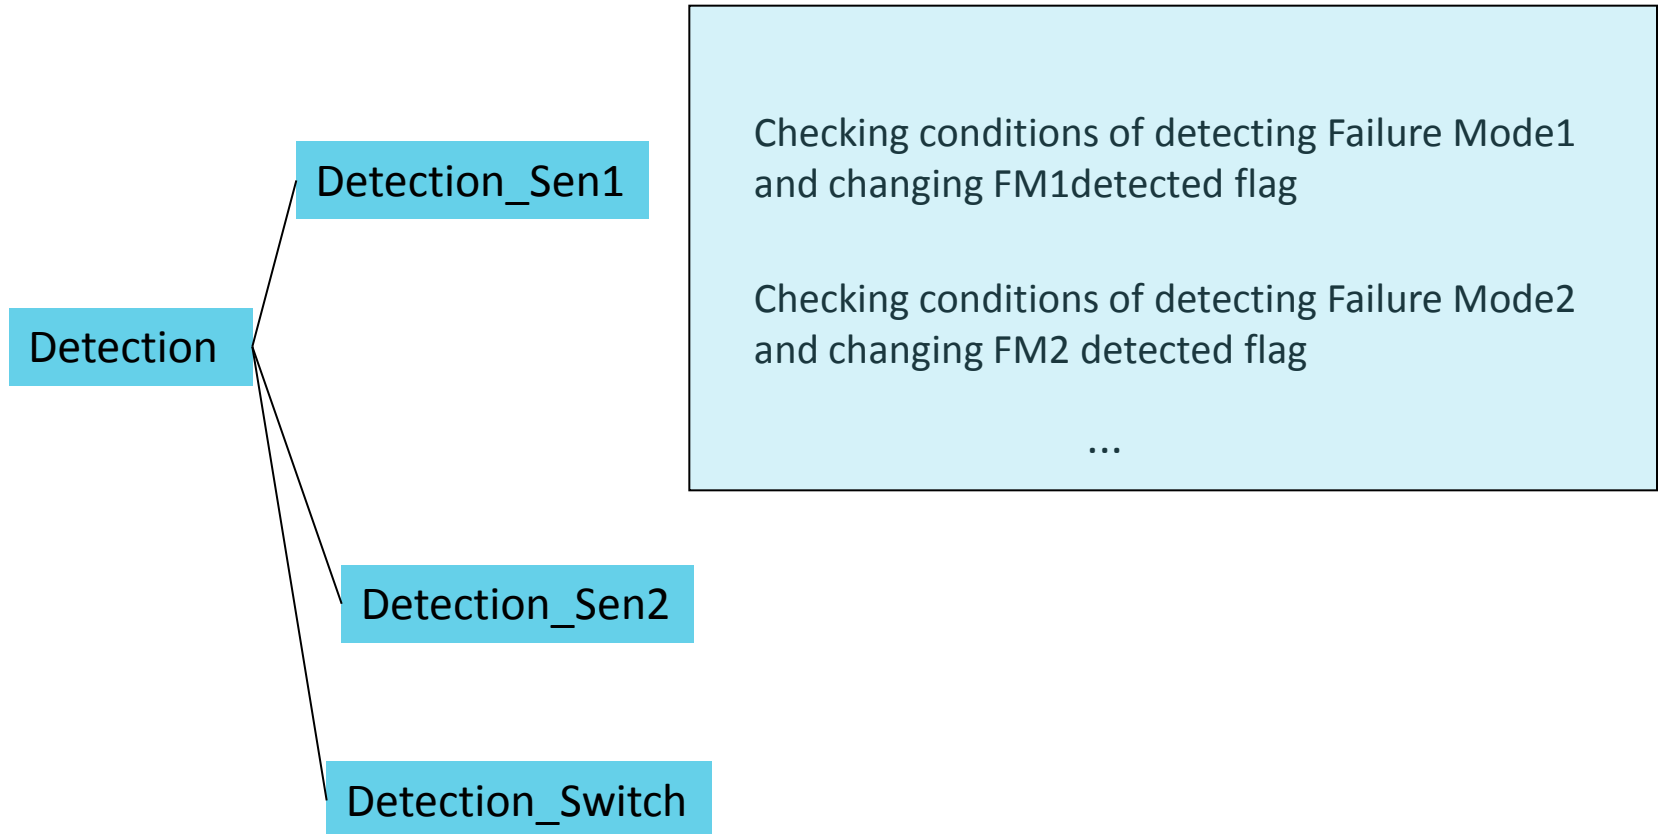 Detection
Detection_Sen1
Checking conditions of detecting Failure Mode1
and changing FM1detected flag
Checking conditions of detecting Failure Mode2
and changing FM2 detected flag
...
Detection_Sen2
Detection_Switch